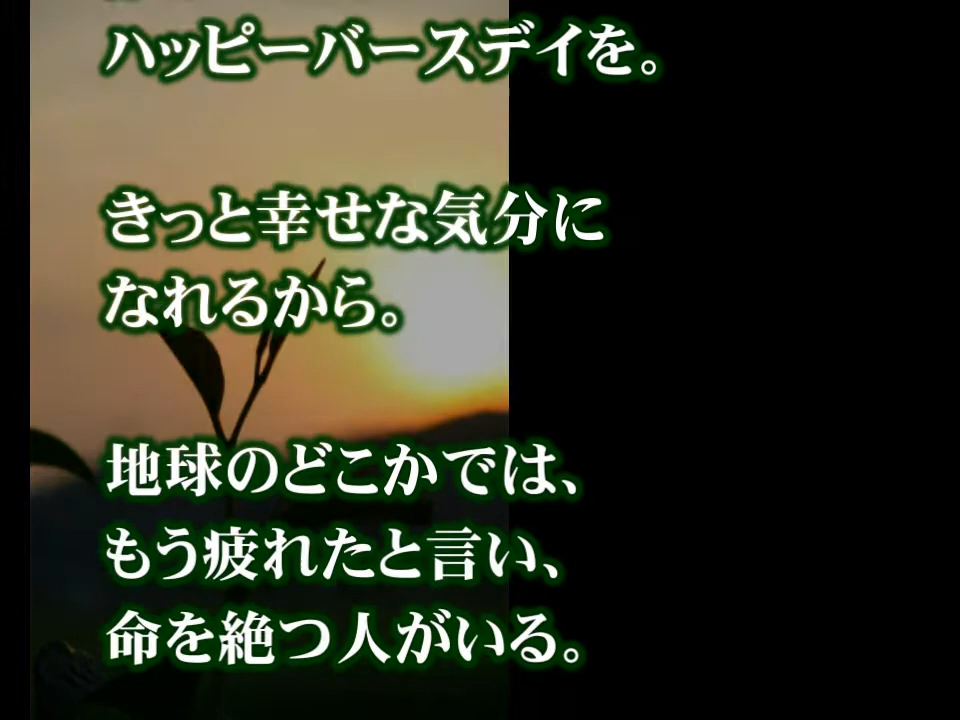 ハッピーバースデイを。
きっと幸せな気分に
なれるから。
地球のどこかでは、
もう疲れたと言い、
命を絶つ人がいる。